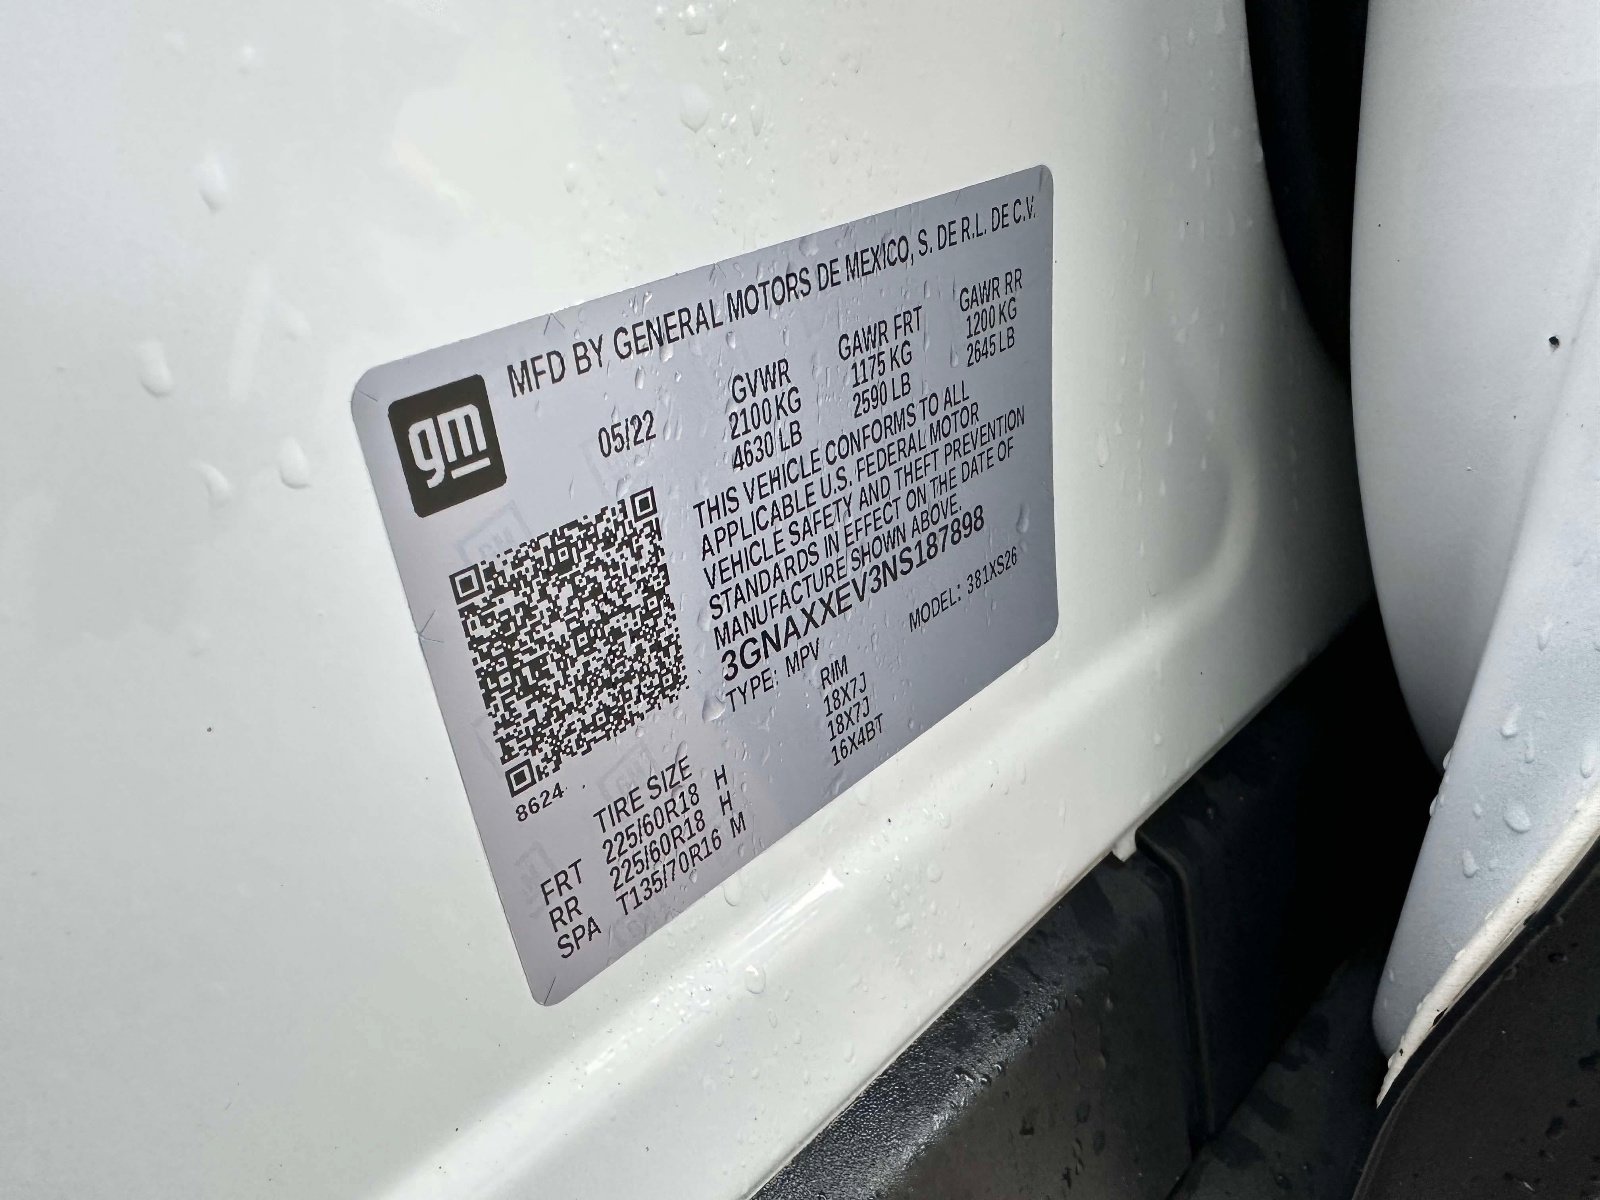 MFD BY GENERAL MOTORS DE MEXICO, S. DE R.L. DE C.V.
gm
05/22
GVWR GAWR FRT GAWR RR
2100 KG 1175 KG 1200 KG
4630 LB 2590 LB 2645 LB
THIS VEHICLE CONFORMS TO ALL
APPLICABLE U.S. FEDERAL MOTOR
VEHICLE SAFETY AND THEFT PREVENTION
STANDARDS IN EFFECT ON THE DATE OF
MANUFACTURE SHOWN ABOVE.
3GNAXXEV3NS187898
TYPE: MPV MODEL: 381XS26
8624
TIRE SIZE RIM
FRT 225/60R18 H 18X7J
RR 225/60R18 H 18X7J
SPA T135/70R16 M 16X4BT